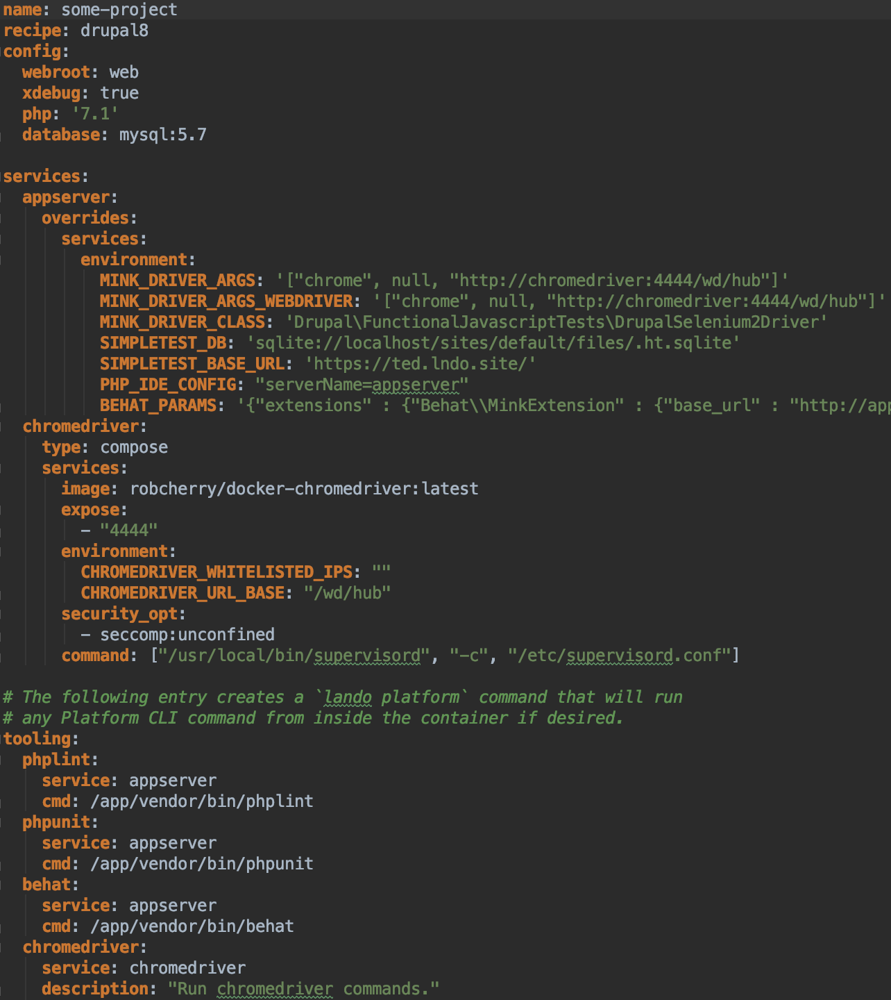 name: some-project
recipe: drupal8
config:
  webroot: web
  xdebug: true
  php: '7.1'
  database: mysql:5.7

services:
  appserver:
    overrides:
      services:
        environment:
          MINK_DRIVER_ARGS: '["chrome", null, "http://chromedriver:4444/wd/hub"]'
          MINK_DRIVER_ARGS_WEBDRIVER: '["chrome", null, "http://chromedriver:4444/wd/hub"]'
          MINK_DRIVER_CLASS: 'Drupal\FunctionalJavascriptTests\DrupalSelenium2Driver'
          SIMPLETEST_DB: 'sqlite://localhost/sites/default/files/.ht.sqlite'
          SIMPLETEST_BASE_URL: 'https://ted.lndo.site/'
          PHP_IDE_CONFIG: "serverName=appserver"
          BEHAT_PARAMS: '{"extensions" : {"Behat\\MinkExtension" : {"base_url" : "http://app
  chromedriver:
    type: compose
    services:
      image: robcherry/docker-chromedriver:latest
      expose:
        - "4444"
      environment:
        CHROMEDRIVER_WHITELISTED_IPS: ""
        CHROMEDRIVER_URL_BASE: "/wd/hub"
      security_opt:
        - seccomp:unconfined
      command: ["/usr/local/bin/supervisord", "-c", "/etc/supervisord.conf"]

# The following entry creates a `lando platform` command that will run
# any Platform CLI command from inside the container if desired.
tooling:
  phplint:
    service: appserver
    cmd: /app/vendor/bin/phplint
  phpunit:
    service: appserver
    cmd: /app/vendor/bin/phpunit
  behat:
    service: appserver
    cmd: /app/vendor/bin/behat
  chromedriver:
    service: chromedriver
    description: "Run chromedriver commands."